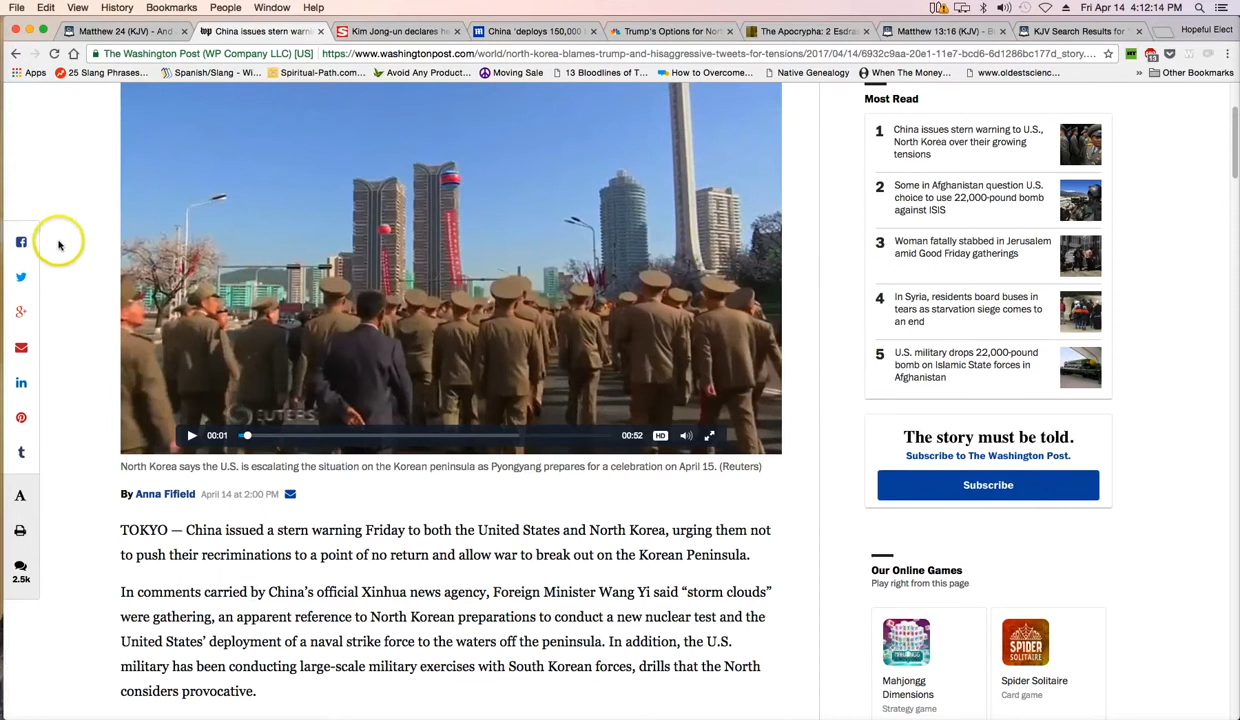 File Edit View History Bookmarks People Window Help Fri Apr 14 4:12:14 PM
Matthew 24 (KJV) - And China issues stern warni Kim Jong-un declares he China 'deploys 150,000 Trump's Options for Nort The Apocrypha: 2 Esdra Matthew 13:16 (KJV) - B KJV Search Results for Hopeful Elect
The Washington Post (WP Company LLC) [US] https://www.washingtonpost.com/world/north-korea-blames-trump-and-hisaggressive-tweets-for-tensions/2017/04/14/6932c9aa-20e1-11e7-bcd6-6d1286bc177d_story....
Apps 25 Slang Phrases... Spanish/Slang - Wi... Spiritual-Path.com... Avoid Any Product... Moving Sale 13 Bloodlines of T... How to Overcome... Native Genealogy When The Money... www.oldestscienc... » Other Bookmarks
REUTERS
00:01 00:52 HD
North Korea says the U.S. is escalating the situation on the Korean peninsula as Pyongyang prepares for a celebration on April 15. (Reuters)
By Anna Fifield April 14 at 2:00 PM
TOKYO — China issued a stern warning Friday to both the United States and North Korea, urging them not
to push their recriminations to a point of no return and allow war to break out on the Korean Peninsula.
In comments carried by China's official Xinhua news agency, Foreign Minister Wang Yi said “storm clouds”
were gathering, an apparent reference to North Korean preparations to conduct a new nuclear test and the
United States' deployment of a naval strike force to the waters off the peninsula. In addition, the U.S.
military has been conducting large-scale military exercises with South Korean forces, drills that the North
considers provocative.
A
2.5k
Most Read
1 China issues stern warning to U.S.,
North Korea over their growing
tensions
2 Some in Afghanistan question U.S.
choice to use 22,000-pound bomb
against ISIS
3 Woman fatally stabbed in Jerusalem
amid Good Friday gatherings
4 In Syria, residents board buses in
tears as starvation siege comes to
an end
5 U.S. military drops 22,000-pound
bomb on Islamic State forces in
Afghanistan
The story must be told.
Subscribe to The Washington Post.
Subscribe
Our Online Games
Play right from this page
Mahjongg
Dimensions
Strategy game
SPIDER
SOLITAIRE
Spider Solitaire
Card game